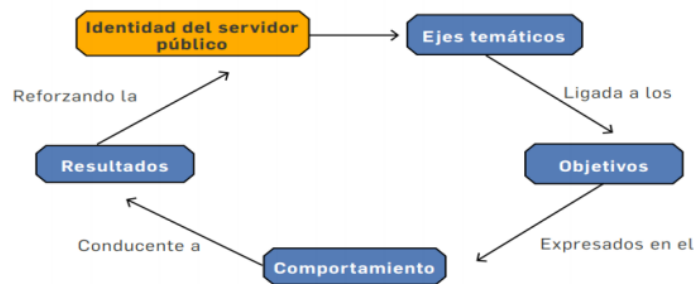 Identidad del servidor
público
Ejes temáticos
Reforzando la
Ligada a los
Resultados
Objetivos
Conducente a
Expresados en el
Comportamiento